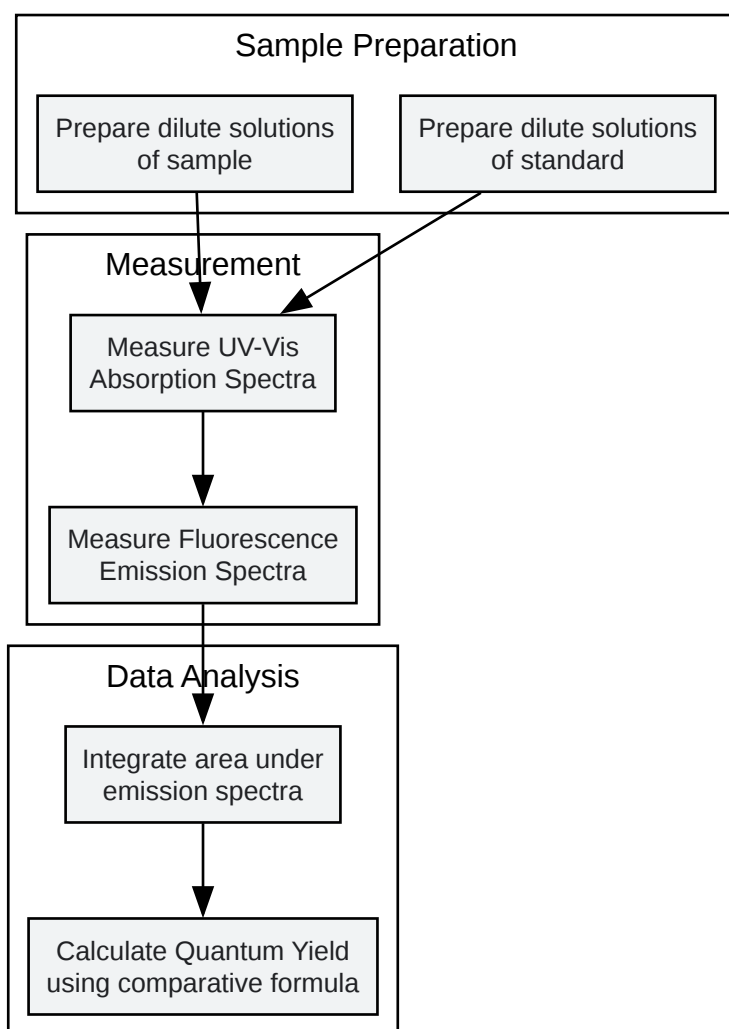 Sample Preparation
Prepare dilute solutions
of sample
Prepare dilute solutions
of standard
Measurement
Measure UV-Vis
Absorption Spectra
Measure Fluorescence
Emission Spectra
Data Analysis
Integrate area under
emission spectra
Calculate Quantum Yield
using comparative formula